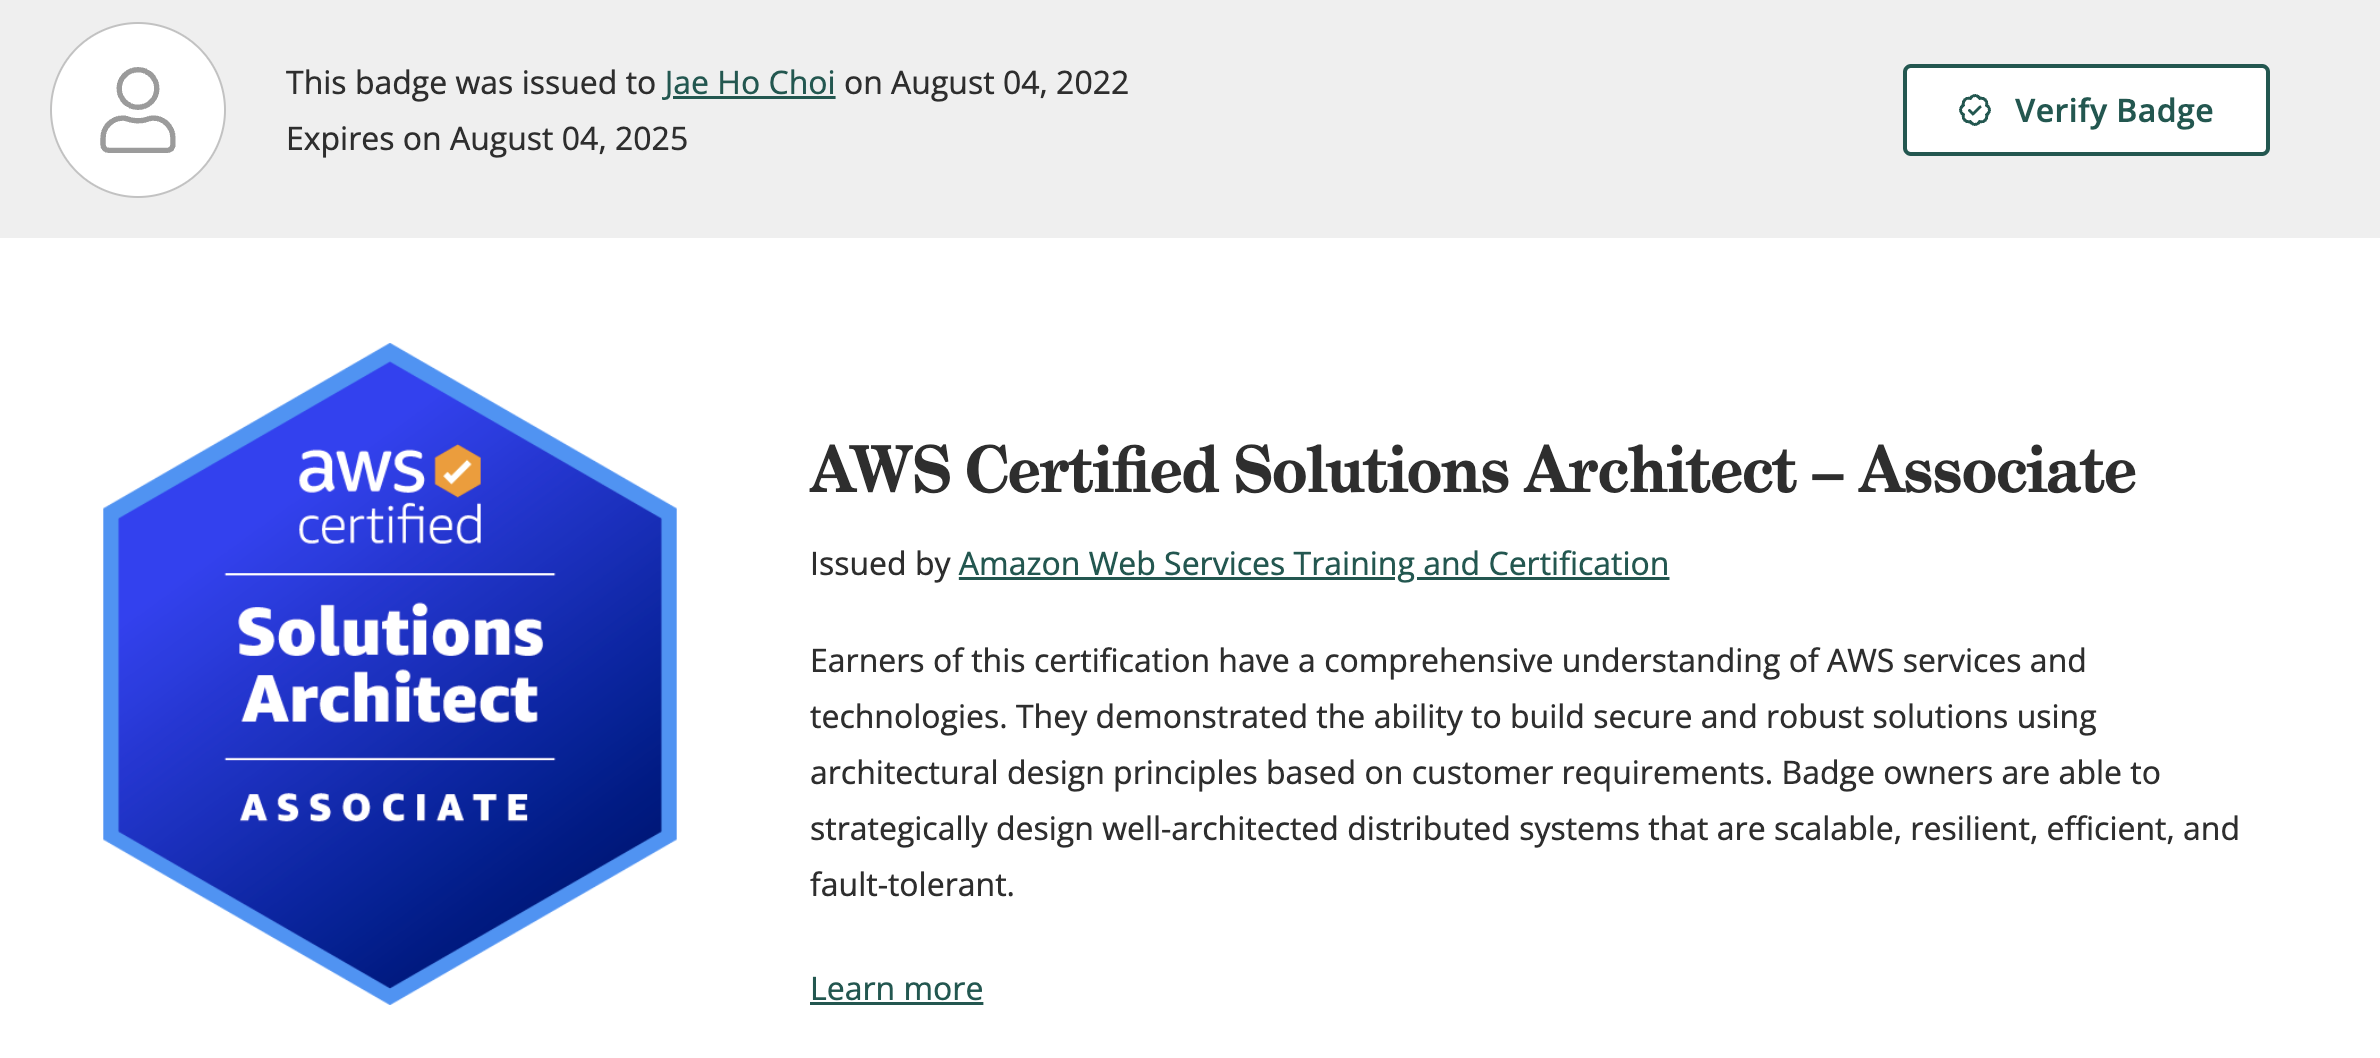 This badge was issued to Jae Ho Choi on August 04, 2022
Expires on August 04, 2025
Verify Badge
aws
certified
Solutions
Architect
ASSOCIATE
AWS Certified Solutions Architect – Associate
Issued by Amazon Web Services Training and Certification
Earners of this certification have a comprehensive understanding of AWS services and
technologies. They demonstrated the ability to build secure and robust solutions using
architectural design principles based on customer requirements. Badge owners are able to
strategically design well-architected distributed systems that are scalable, resilient, efficient, and
fault-tolerant.
Learn more